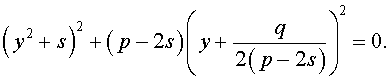 (y² + s)² + (p − 2s)(y + q / 2(p − 2s))² = 0.